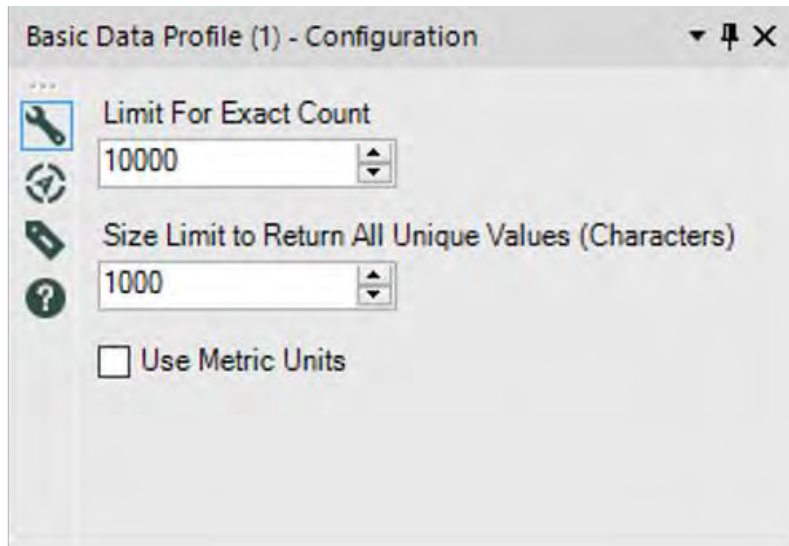 Basic Data Profile (1) - Configuration
Limit For Exact Count
10000
Size Limit to Return All Unique Values (Characters)
1000
Use Metric Units